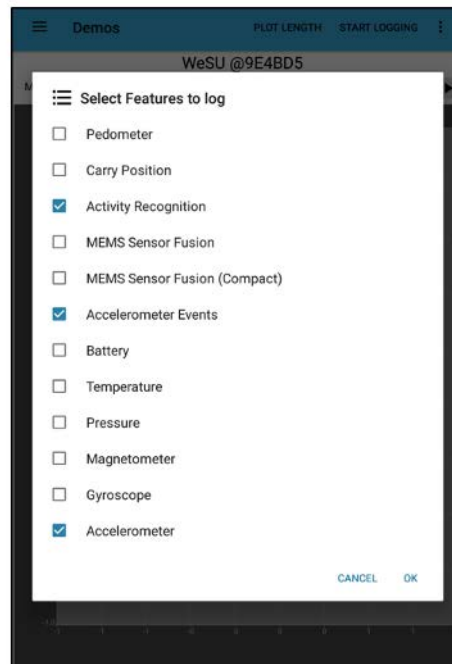 Demos PLOT LENGTH START LOGGING
WeSU @9E4BD5
M
Select Features to log
Pedometer
Carry Position
Activity Recognition
MEMS Sensor Fusion
MEMS Sensor Fusion (Compact)
Accelerometer Events
Battery
Temperature
Pressure
Magnetometer
Gyroscope
Accelerometer
CANCEL OK